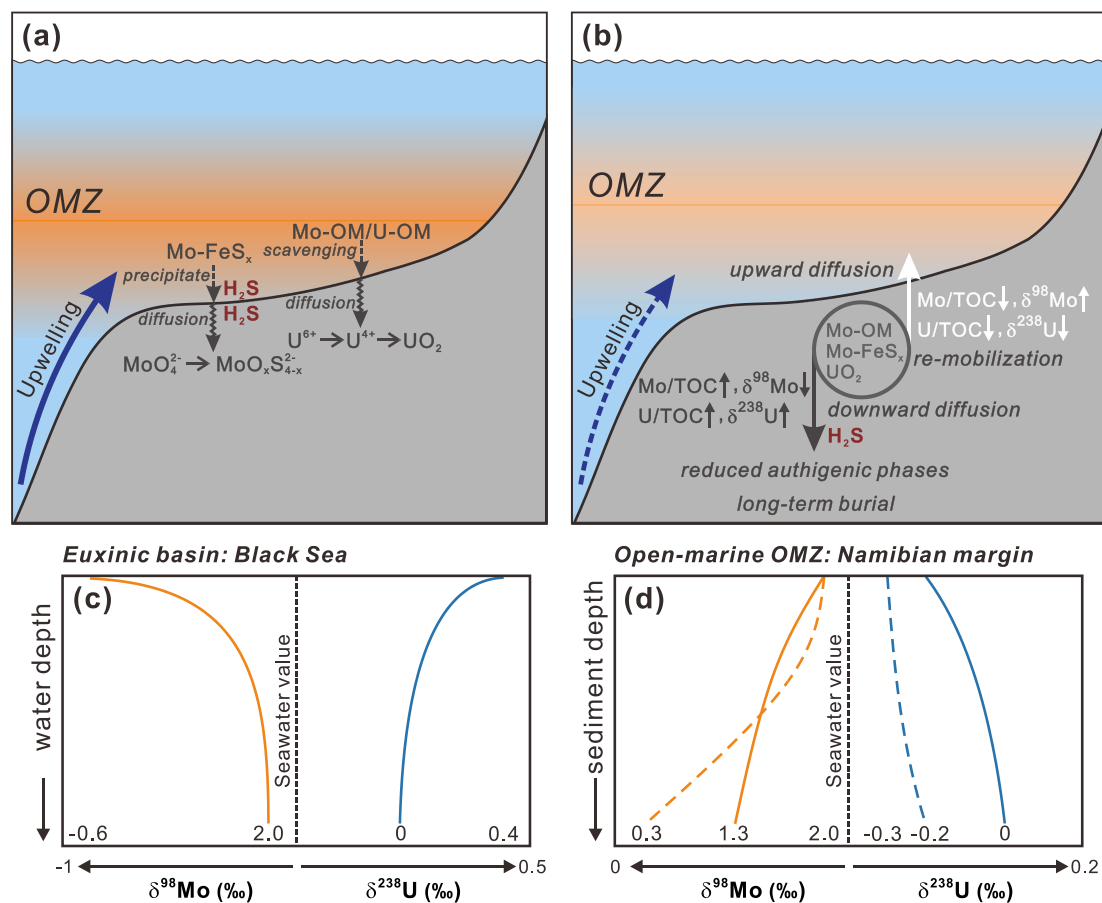 (a)
OMZ
Mo-OM/U-OM
scavenging
Mo-FeSₓ
precipitate
H₂S
H₂S
diffusion
diffusion
U⁶⁺→U⁴⁺→UO₂
MoO₄²⁻→MoOₓS₄₋ₓ²⁻
Upwelling
(b)
OMZ
upward diffusion
Mo/TOC↓, δ⁹⁸Mo↑
U/TOC↓, δ²³⁸U↓
re-mobilization
Mo-OM
Mo-FeSₓ
UO₂
Mo/TOC↑, δ⁹⁸Mo↓
U/TOC↑, δ²³⁸U↑
downward diffusion
H₂S
reduced authigenic phases
long-term burial
Upwelling
Euxinic basin: Black Sea
(c)
water depth
Seawater value
-0.6
2.0
0
0.4
-1
0.5
δ⁹⁸Mo (‰)
δ²³⁸U (‰)
Open-marine OMZ: Namibian margin
(d)
sediment depth
Seawater value
0.3
1.3
2.0
-0.3
-0.2
0
0
0.2
δ⁹⁸Mo (‰)
δ²³⁸U (‰)